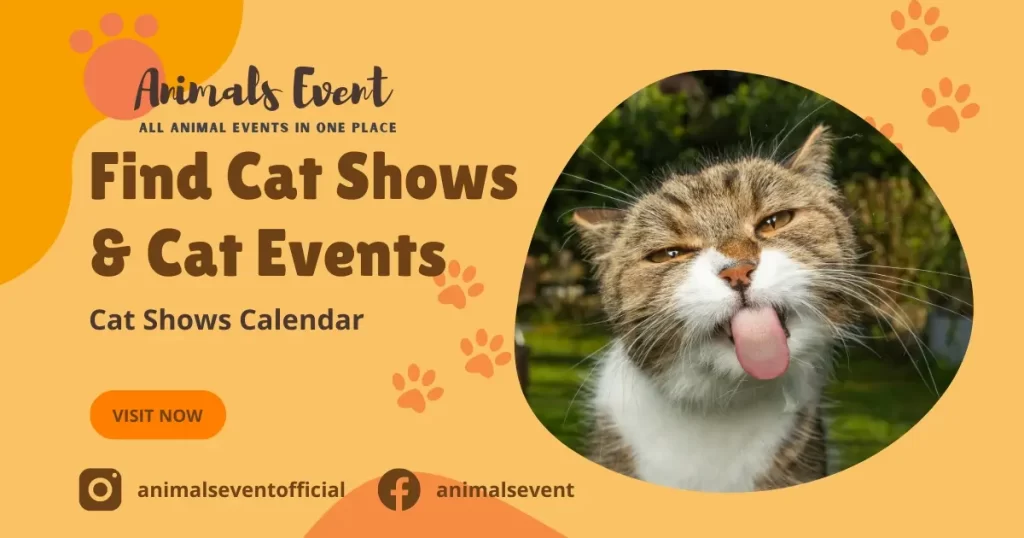 Animals Event
ALL ANIMAL EVENTS IN ONE PLACE
Find Cat Shows
& Cat Events
Cat Shows Calendar
VISIT NOW
animalseventofficial
animalsevent